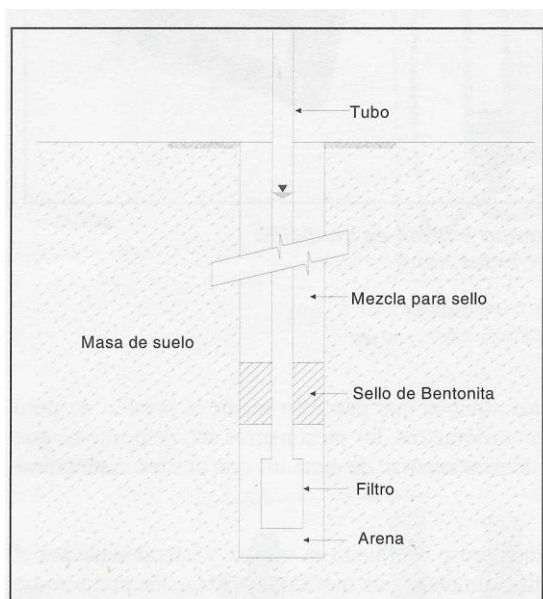 Tubo
Mezcla para sello
Masa de suelo
Sello de Bentonita
Filtro
Arena